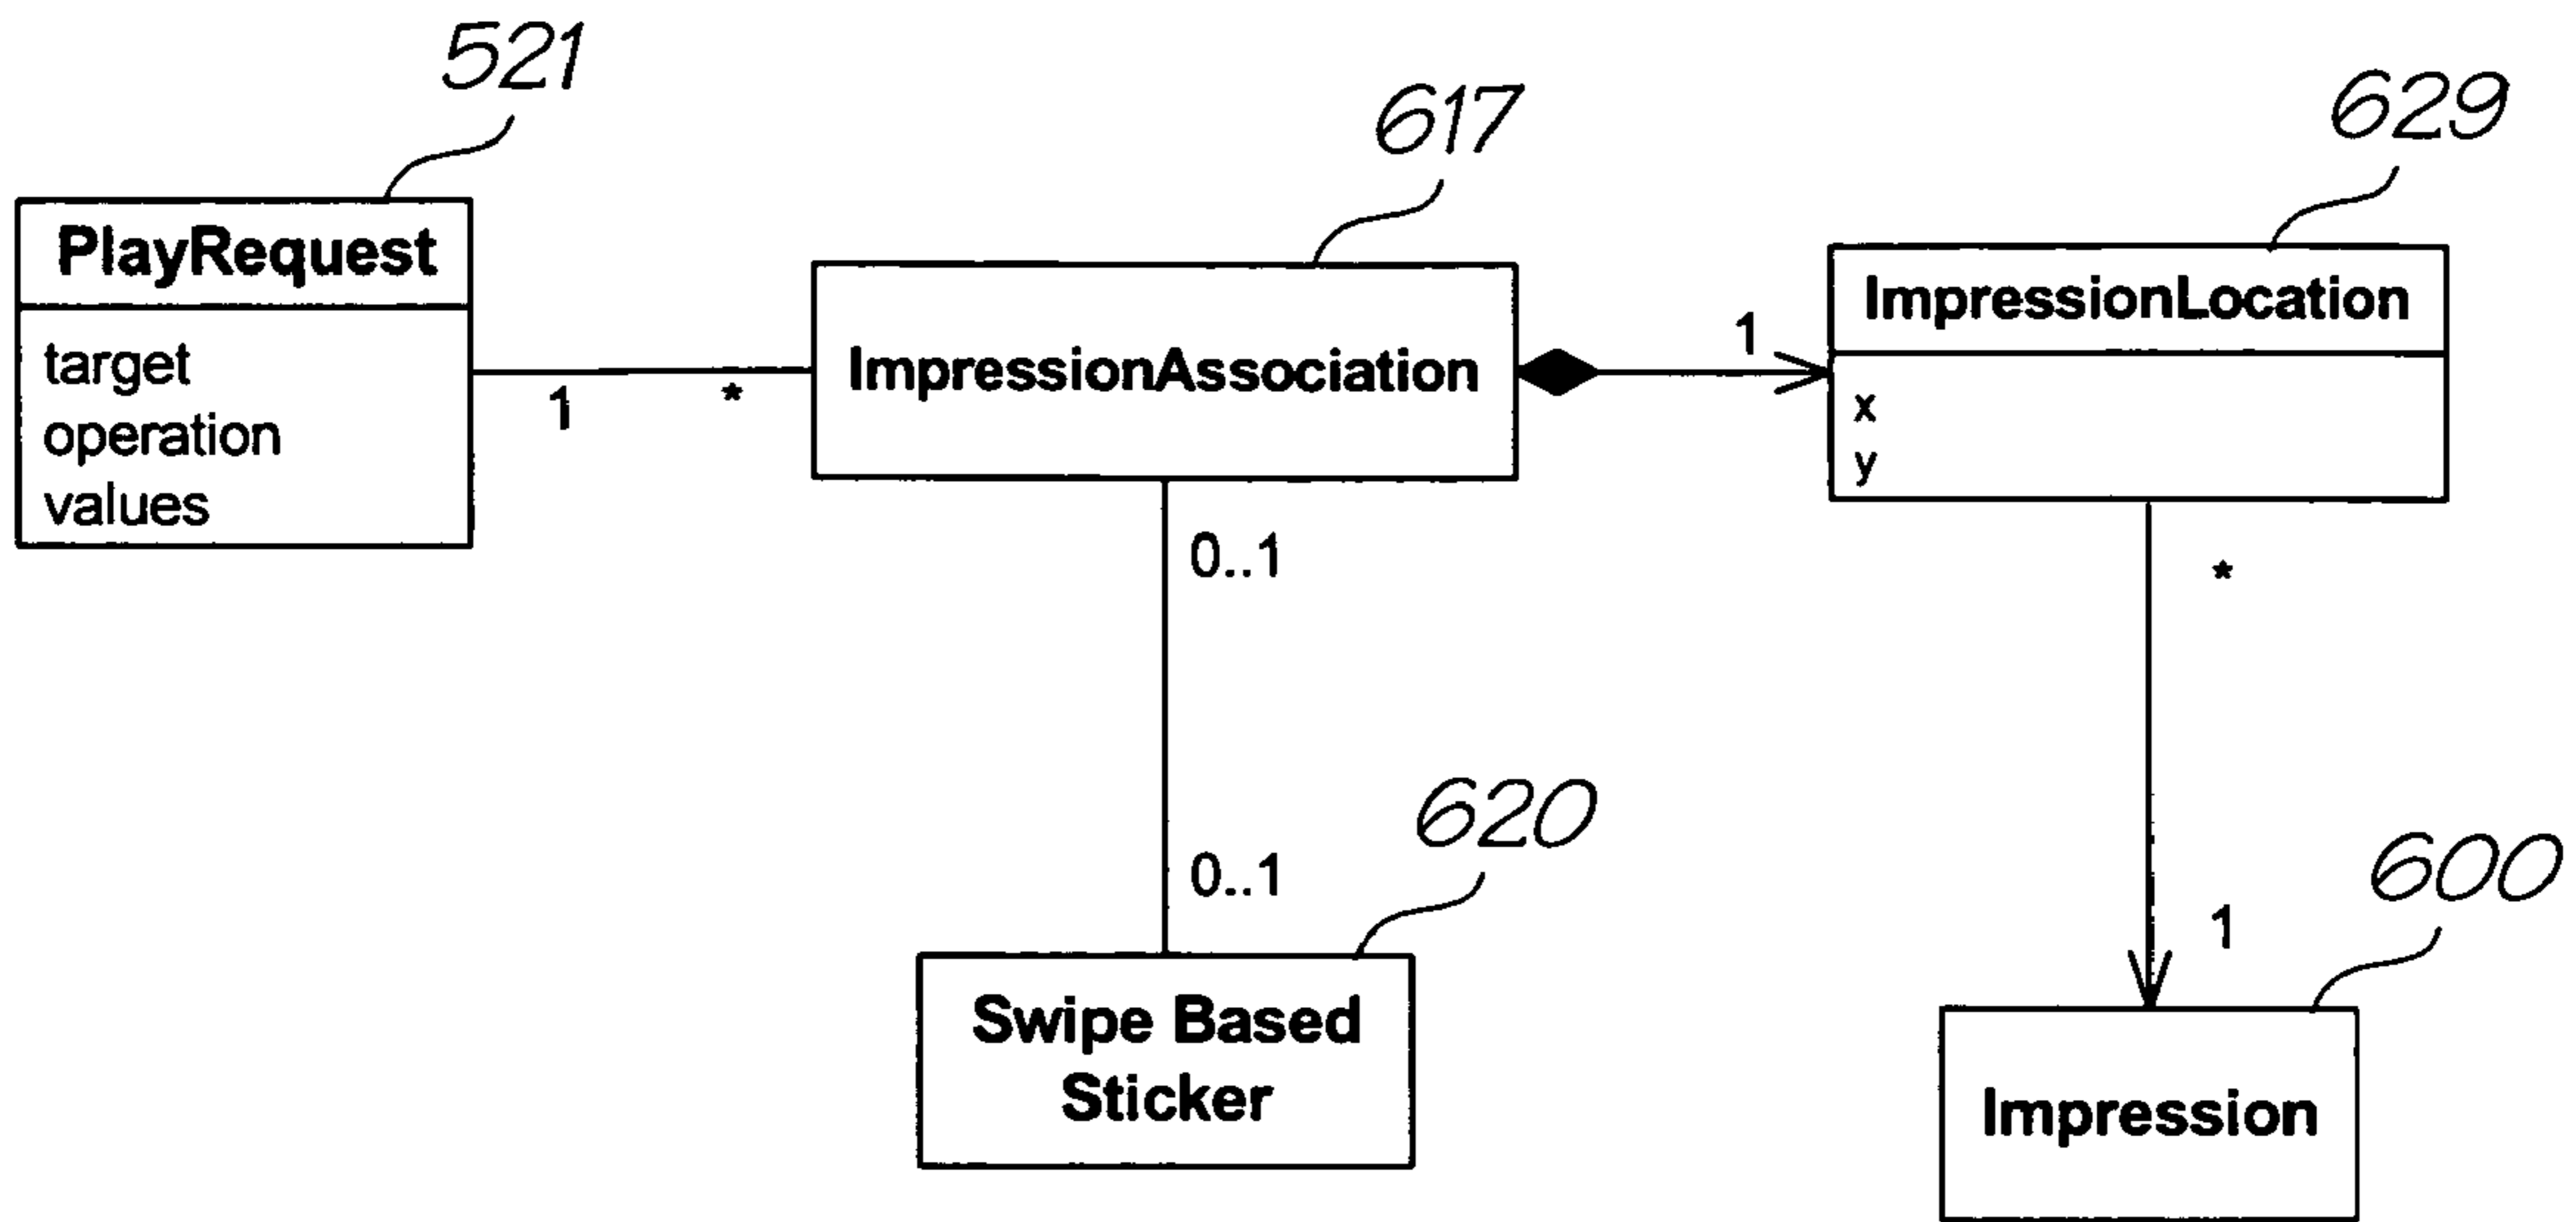 521
PlayRequest
target
operation
values
1
*
617
ImpressionAssociation
1
629
ImpressionLocation
x
y
0..1
0..1
620
Swipe Based
Sticker
*
1
600
Impression